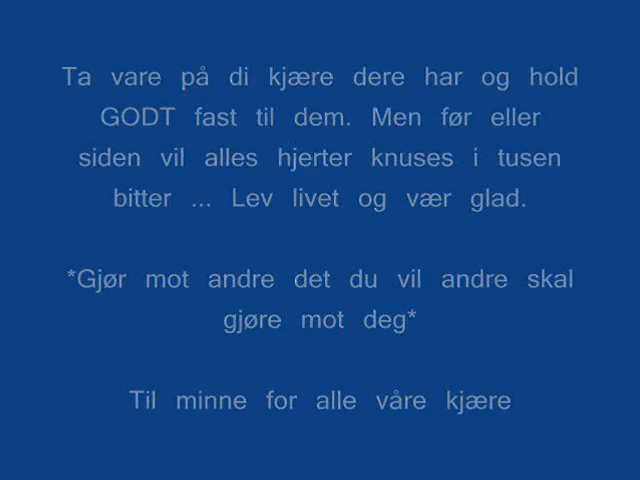 Ta vare på di kjære dere har og hold
GODT fast til dem. Men før eller
siden vil alles hjerter knuses i tusen
bitter ... Lev livet og vær glad.
*Gjør mot andre det du vil andre skal
gjøre mot deg*
Til minne for alle våre kjære